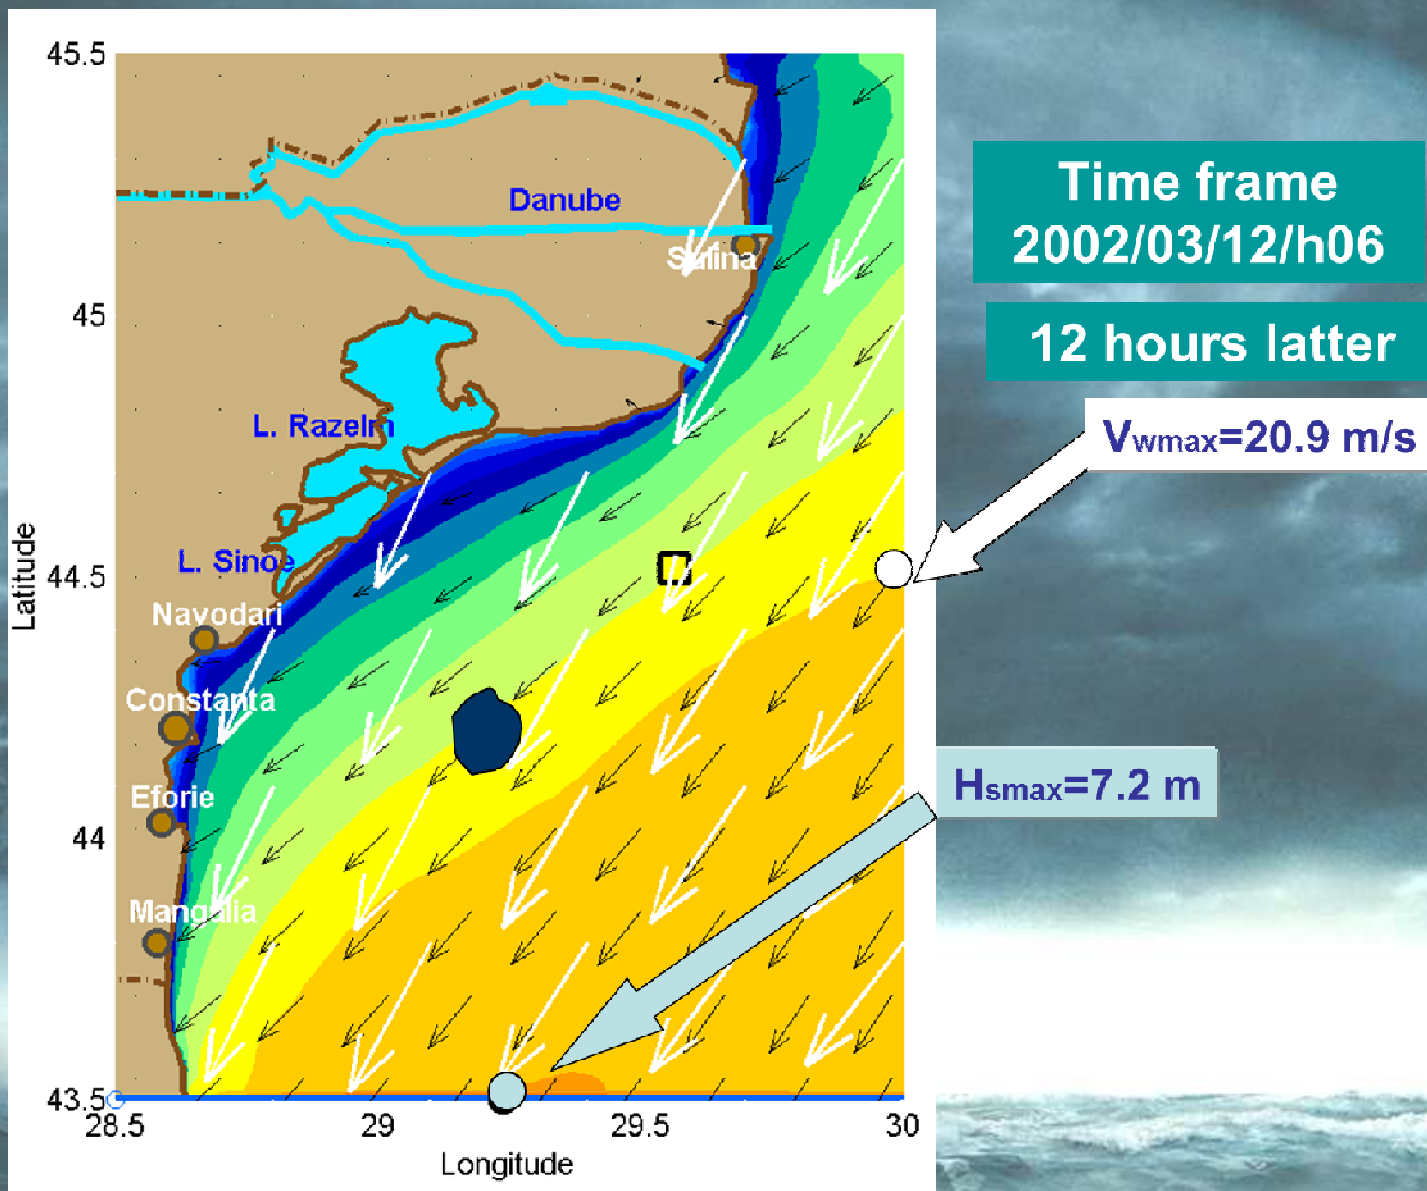 45.5
45
44.5
44
43.5
28.5
29
29.5
30
Latitude
Longitude
Danube
Sulina
L. Razelm
L. Sinoe
Navodari
Constanta
Eforie
Mangalia
Time frame
2002/03/12/h06
12 hours latter
Vwmax=20.9 m/s
Hsmax=7.2 m